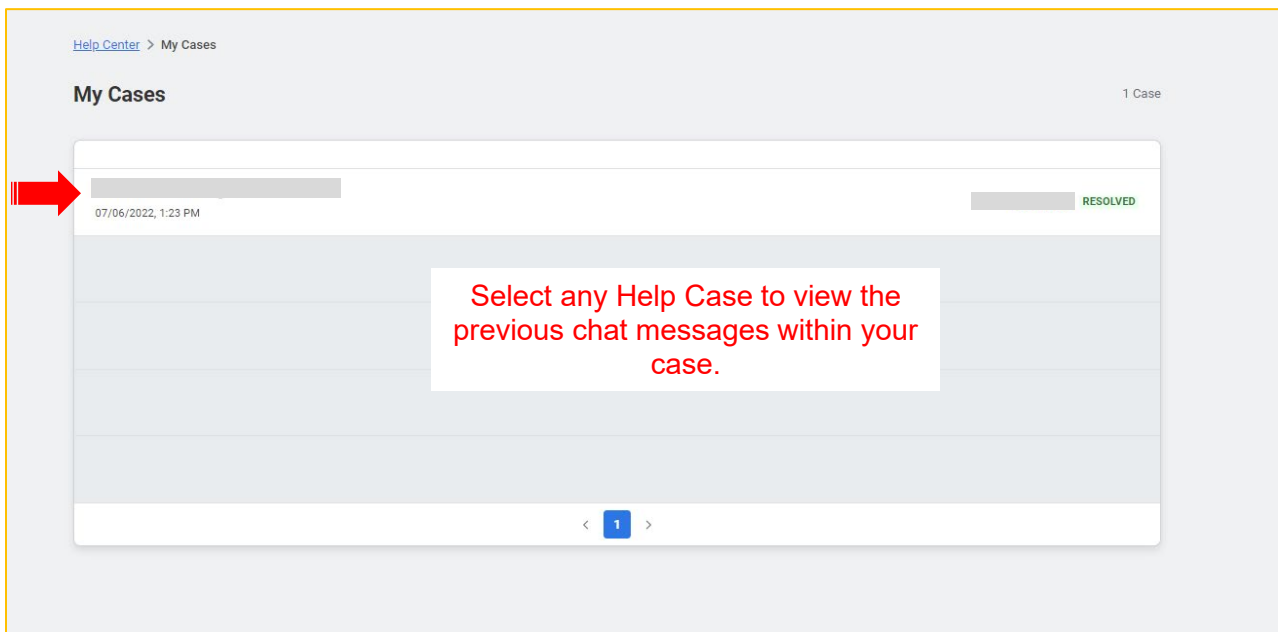 Help Center > My Cases
My Cases
1 Case
07/06/2022, 1:23 PM
RESOLVED
Select any Help Case to view the
previous chat messages within your
case.
< 1 >